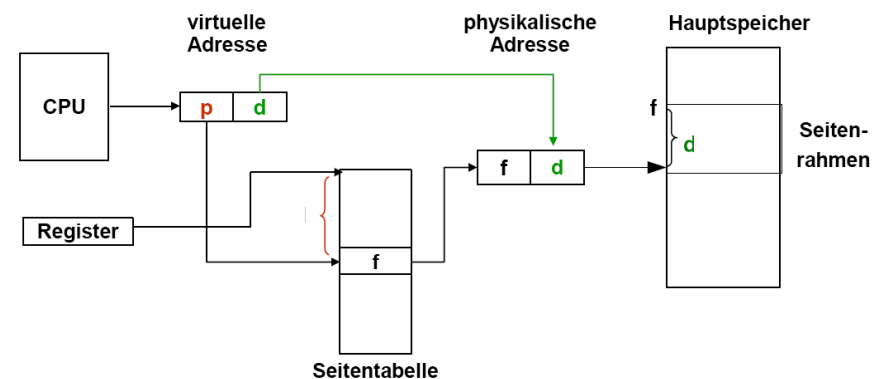 virtuelle
Adresse
physikalische
Adresse
Hauptspeicher
CPU
p d
f
d
Seiten-
rahmen
f d
Register
f
Seitentabelle